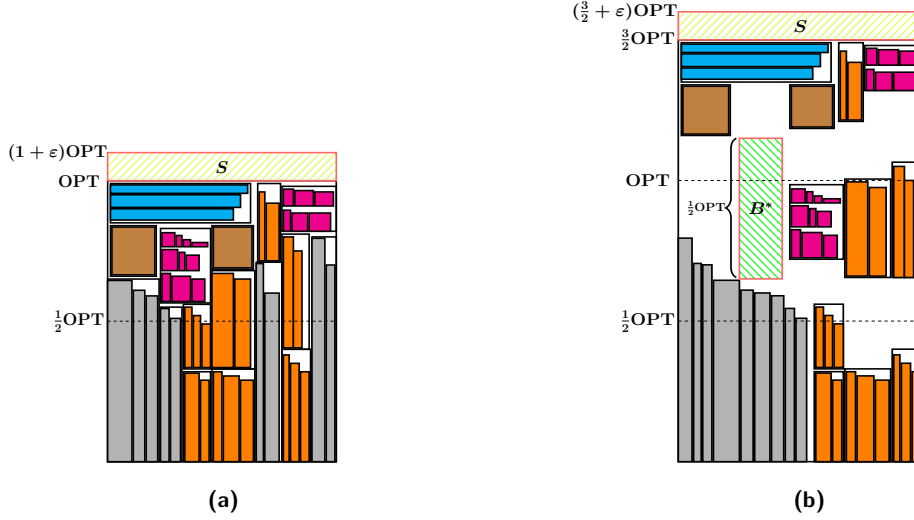 (1 + ε)OPT
S
OPT
½OPT
(a)
(3/2 + ε)OPT
S
3/2OPT
OPT
½OPT
B*
½OPT
(b)